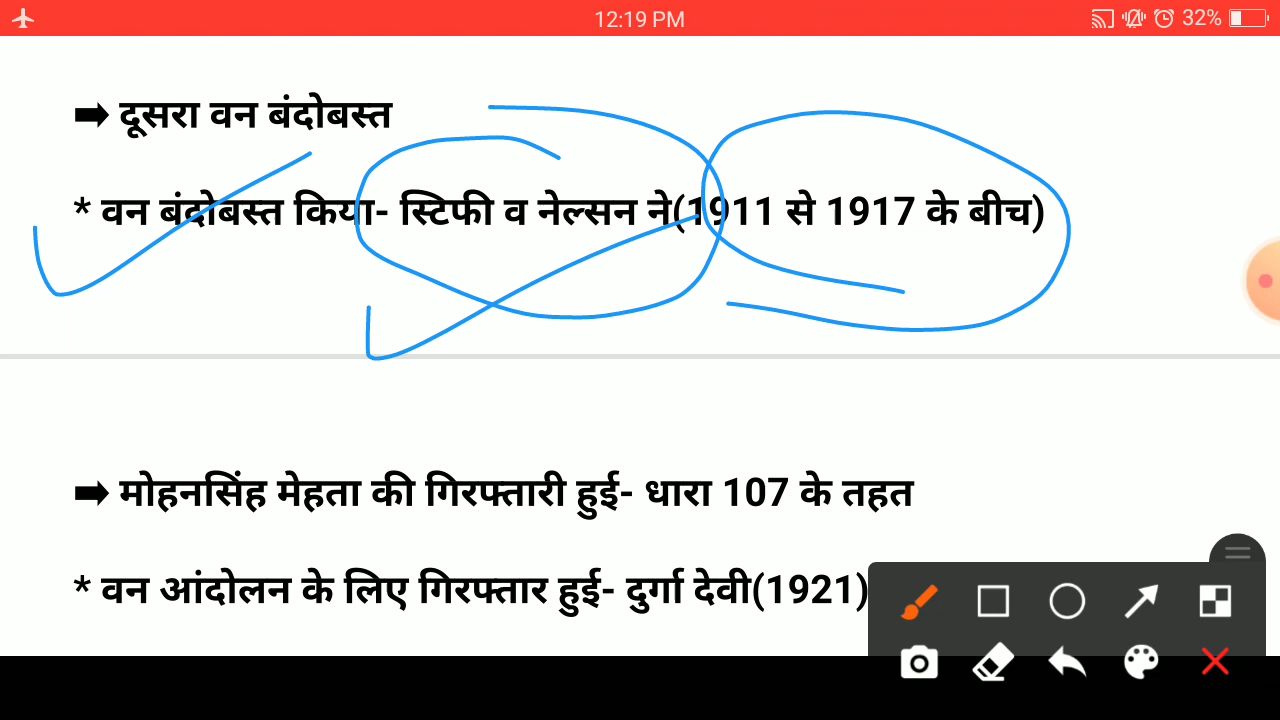 12:19 PM
32%
➡ दूसरा वन बंदोबस्त
* वन बंदोबस्त किया- स्टिफी व नेल्सन ने(1911 से 1917 के बीच)
➡ मोहनसिंह मेहता की गिरफ्तारी हुई- धारा 107 के तहत
* वन आंदोलन के लिए गिरफ्तार हुई- दुर्गा देवी(1921)